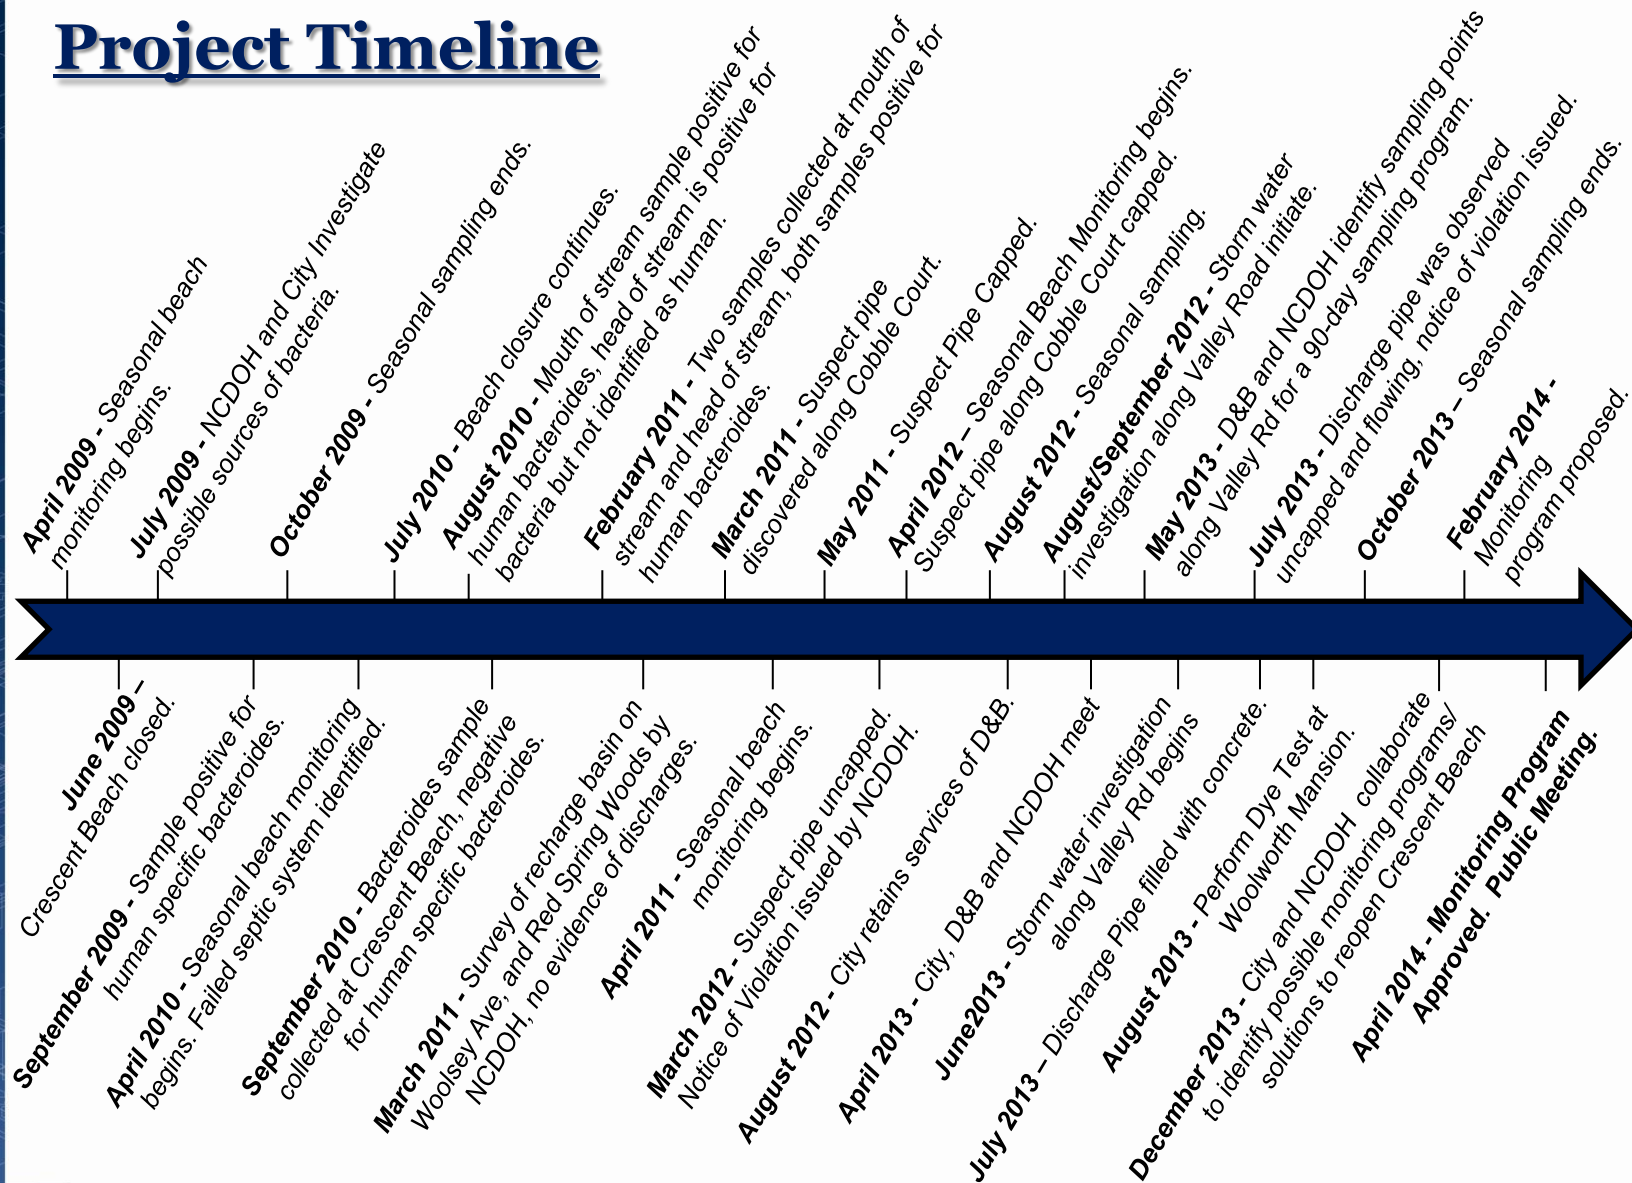 Project Timeline
April 2009 - Seasonal beach
monitoring begins.
July 2009 - NCDOH and City Investigate
possible sources of bacteria.
October 2009 - Seasonal sampling ends.
July 2010 - Beach closure continues.
August 2010 - Mouth of stream sample positive for
human bacteroides, head of stream is positive for
bacteria but not identified as human.
February 2011 - Two samples collected at mouth of
stream and head of stream, both samples positive for
human bacteroides.
March 2011 - Suspect pipe
discovered along Cobble Court.
May 2011 - Suspect Pipe Capped.
April 2012 – Seasonal Beach Monitoring begins.
Suspect pipe along Cobble Court capped.
August 2012 - Seasonal sampling.
August/September 2012 - Storm water
investigation along Valley Road initiate.
May 2013 - D&B and NCDOH identify sampling points
along Valley Rd for a 90-day sampling program.
July 2013 - Discharge pipe was observed
uncapped and flowing, notice of violation issued.
October 2013 – Seasonal sampling ends.
February 2014 -
Monitoring
program proposed.
June 2009 –
Crescent Beach closed.
September 2009 - Sample positive for
human specific bacteroides.
April 2010 - Seasonal beach monitoring
begins. Failed septic system identified.
September 2010 - Bacteroides sample
collected at Crescent Beach, negative
for human specific bacteroides.
March 2011 - Survey of recharge basin on
Woolsey Ave, and Red Spring Woods by
NCDOH, no evidence of discharges.
April 2011 - Seasonal beach
monitoring begins.
March 2012 - Suspect pipe uncapped.
Notice of Violation issued by NCDOH.
August 2012 - City retains services of D&B.
April 2013 - City, D&B and NCDOH meet
June2013 - Storm water investigation
along Valley Rd begins
July 2013 – Discharge Pipe filled with concrete.
August 2013 - Perform Dye Test at
Woolworth Mansion.
December 2013 - City and NCDOH collaborate
to identify possible monitoring programs/
solutions to reopen Crescent Beach
April 2014 - Monitoring Program
Approved. Public Meeting.